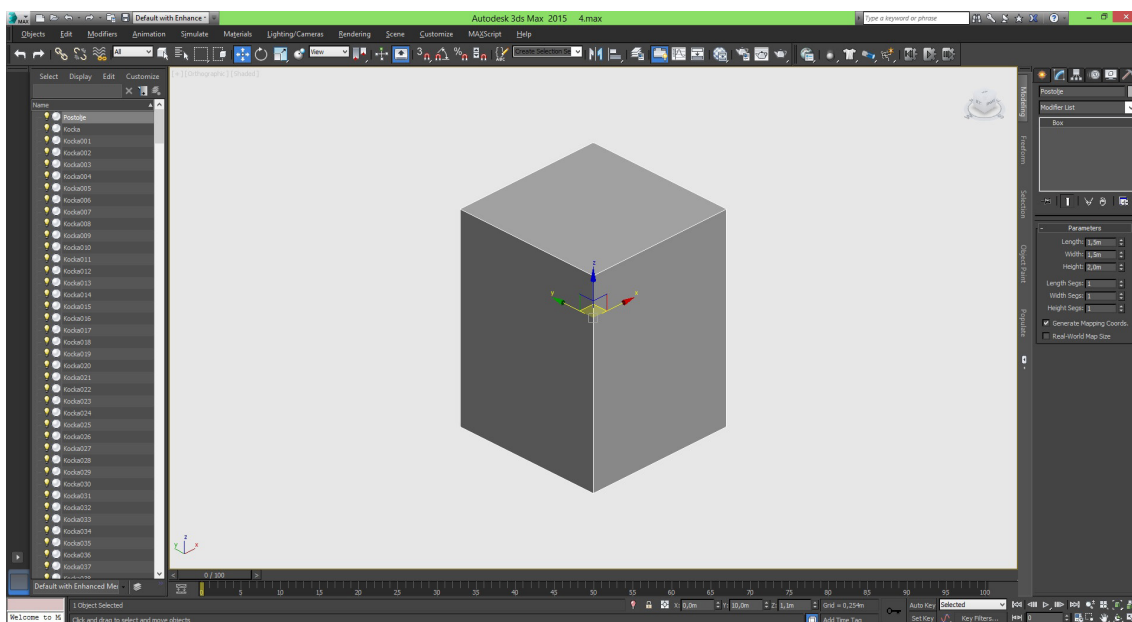 MAX
Default with Enhance
Autodesk 3ds Max 2015 4.max
Type a keyword or phrase
Objects Edit Modifiers Animation Simulate Materials Lighting/Cameras Rendering Scene Customize MAXScript Help
All
View
Create Selection Se
Select Display Edit Customize
[+] [Orthographic] [Shaded]
Name
Postolje
Kocka
Kocka001
Kocka002
Kocka003
Kocka004
Kocka005
Kocka006
Kocka007
Kocka008
Kocka009
Kocka010
Kocka011
Kocka012
Kocka013
Kocka014
Kocka015
Kocka016
Kocka017
Kocka018
Kocka019
Kocka020
Kocka021
Kocka022
Kocka023
Kocka024
Kocka025
Kocka026
Kocka027
Kocka028
Kocka029
Kocka030
Kocka031
Kocka032
Kocka033
Kocka034
Kocka035
Kocka036
Kocka037
z
y x
z
y x
Modeling
Freeform
Selection
Object Paint
Populate
Postolje
Modifier List
Box
- Parameters
Length: 1,5m
Width: 1,5m
Height: 2,0m
Length Segs: 1
Width Segs: 1
Height Segs: 1
Generate Mapping Coords.
Real-World Map Size
Default with Enhanced Me
< 0 / 100 >
0 5 10 15 20 25 30 35 40 45 50 55 60 65 70 75 80 85 90 95 100
1 Object Selected
X: 0,0m Y: 10,0m Z: 1,1m Grid = 0,254m
Auto Key Selected
Welcome to M
Click and drag to select and move objects
Add Time Tag
Set Key Key Filters...
0